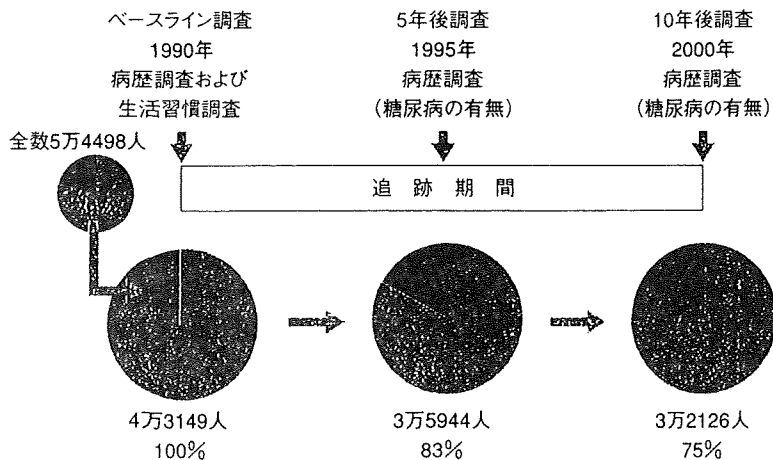 ベースライン調査
1990年
病歴調査および
生活習慣調査
5年後調査
1995年
病歴調査
(糖尿病の有無)
10年後調査
2000年
病歴調査
(糖尿病の有無)
全数5万4498人
追跡期間
4万3149人
100%
3万5944人
83%
3万2126人
75%